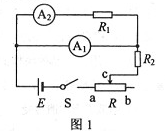 A₂ R₁
A₁ R₂
c
E S a R b
图 1